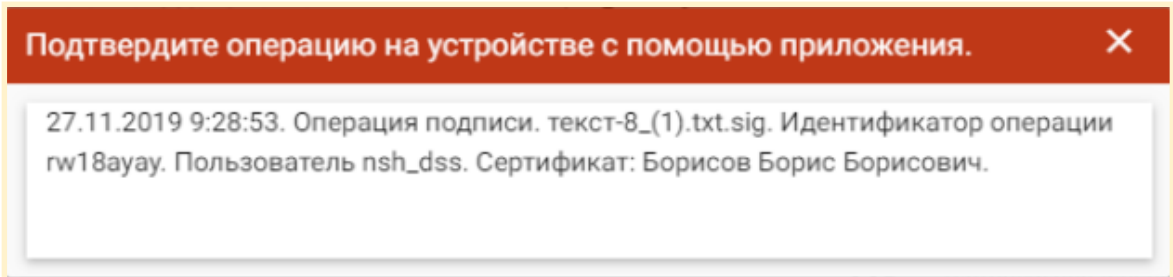 Подтвердите операцию на устройстве с помощью приложения.
27.11.2019 9:28:53. Операция подписи. текст-8_(1).txt.sig. Идентификатор операции
rw18ayay. Пользователь nsh_dss. Сертификат: Борисов Борис Борисович.